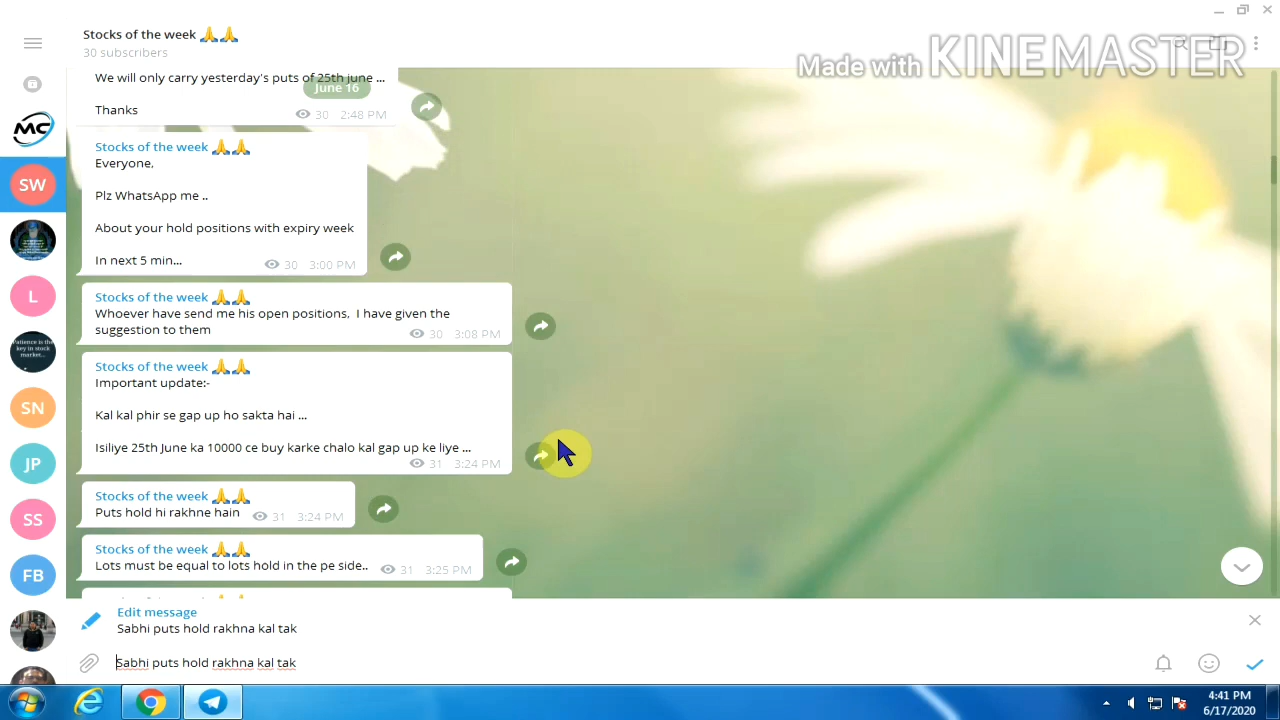 Stocks of the week 🙏🙏
30 subscribers
Made with KINEMASTER
We will only carry yesterday's puts of 25th june ...
June 16
Thanks
30 2:48 PM
MC
Stocks of the week 🙏🙏
Everyone,
SW
Plz WhatsApp me ..
About your hold positions with expiry week
In next 5 min...
30 3:00 PM
L
Stocks of the week 🙏🙏
Whoever have send me his open positions, I have given the
suggestion to them
30 3:08 PM
Patience is the
key in stock
market...
Stocks of the week 🙏🙏
Important update:-
SN
Kal kal phir se gap up ho sakta hai ...
Isiliye 25th June ka 10000 ce buy karke chalo kal gap up ke liye ...
31 3:24 PM
JP
Stocks of the week 🙏🙏
Puts hold hi rakhne hain
31 3:24 PM
SS
Stocks of the week 🙏🙏
Lots must be equal to lots hold in the pe side..
31 3:25 PM
FB
Edit message
Sabhi puts hold rakhna kal tak
Sabhi puts hold rakhna kal tak
4:41 PM
6/17/2020